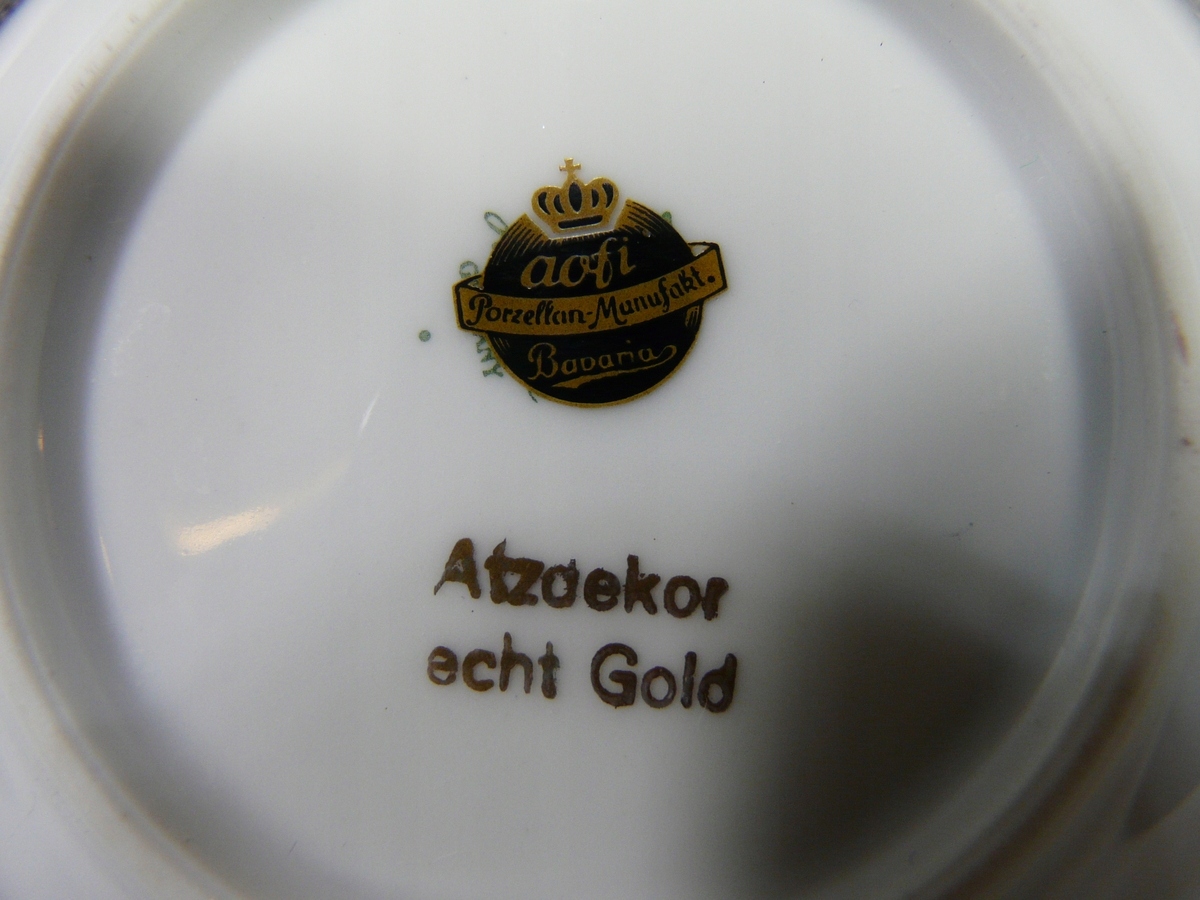 aofi
Porzellan-Manufakt.
Bavaria
Atzdekor
echt Gold